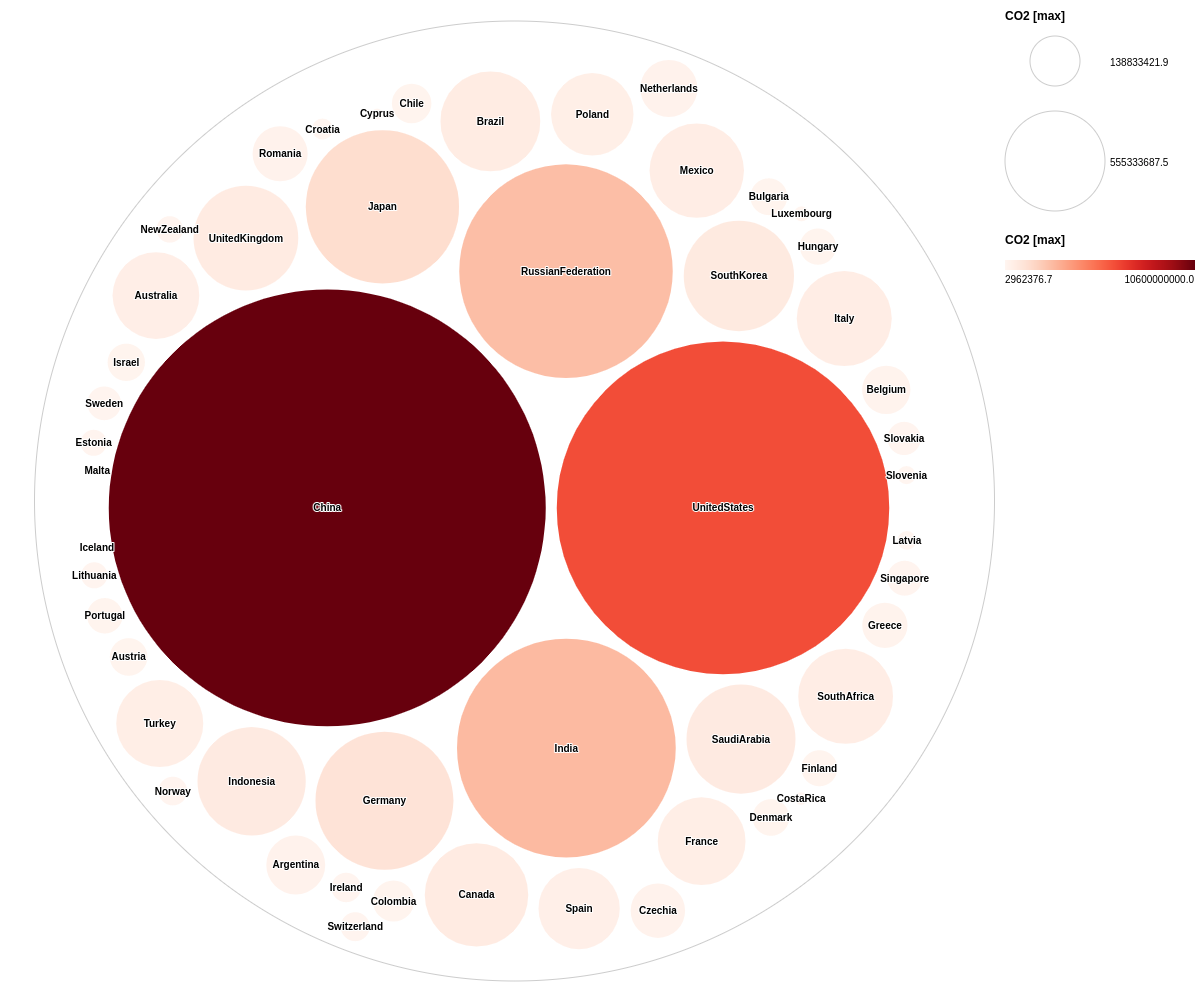 CO2 [max]
138833421.9
555333687.5
CO2 [max]
2962376.7
10600000000.0
Netherlands
Chile
Cyprus
Poland
Brazil
Croatia
Romania
Mexico
Bulgaria
Japan
Luxembourg
NewZealand
UnitedKingdom
Hungary
RussianFederation
SouthKorea
Australia
Italy
Israel
Belgium
Sweden
Slovakia
Estonia
Malta
Slovenia
China
UnitedStates
Latvia
Iceland
Lithuania
Singapore
Portugal
Greece
Austria
SouthAfrica
Turkey
SaudiArabia
India
Finland
Indonesia
Norway
CostaRica
Germany
Denmark
France
Argentina
Ireland
Canada
Colombia
Spain
Czechia
Switzerland